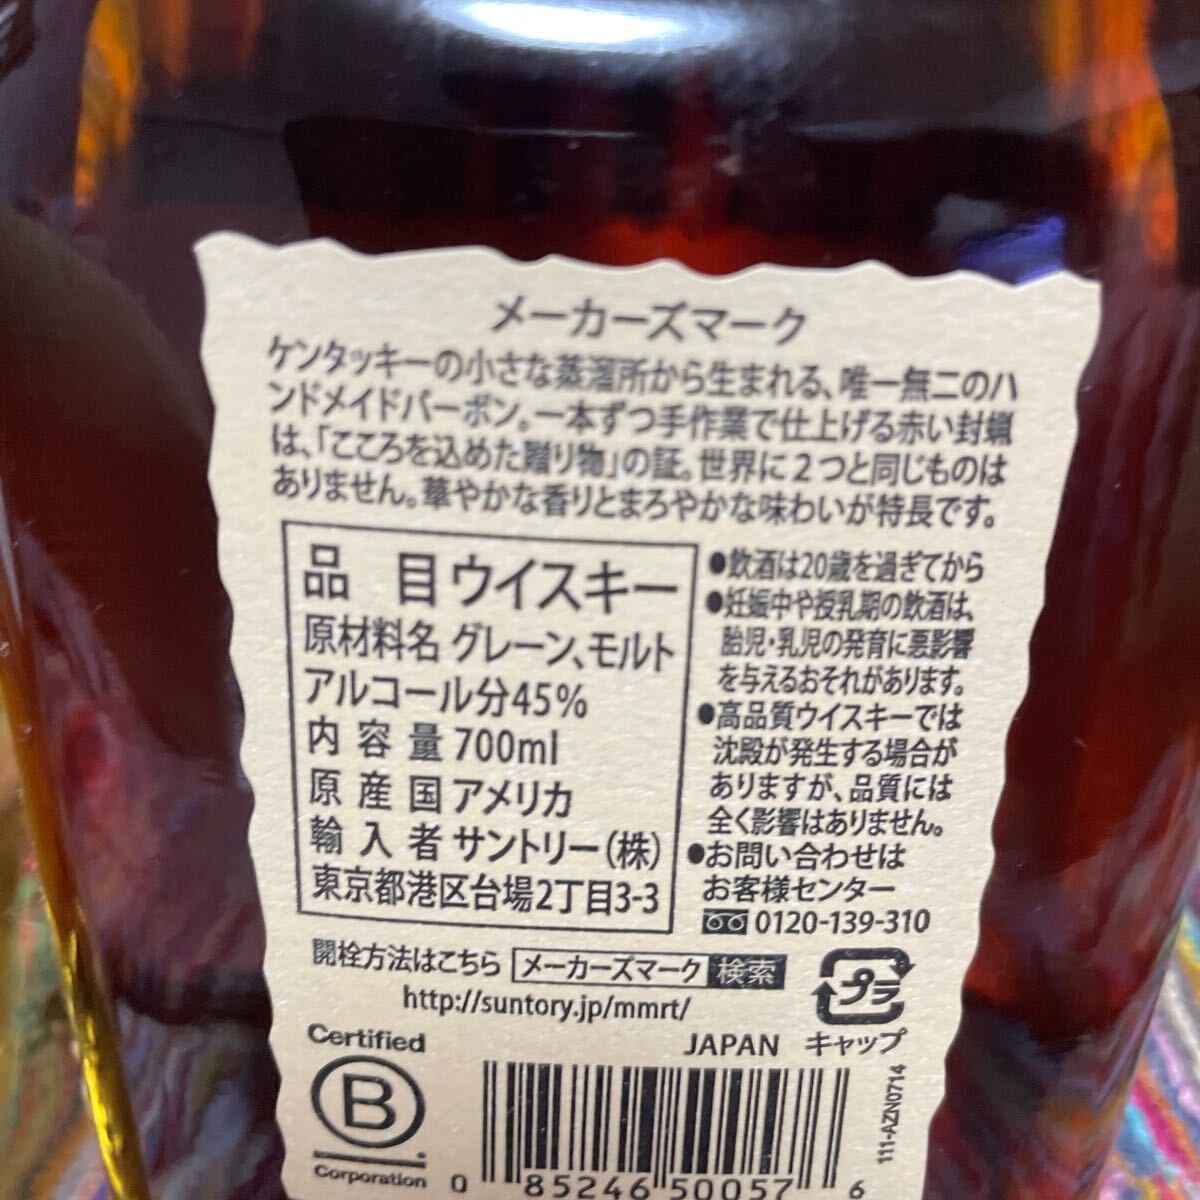 メーカーズマーク
ケンタッキーの小さな蒸溜所から生まれる、唯一無二のハ
ンドメイドバーボン。一本ずつ手作業で仕上げる赤い封蝋
は、「こころを込めた贈り物」の証。世界に2つと同じものは
ありません。華やかな香りとまろやかな味わいが特長です。
品 目 ウイスキー
原材料名 グレーン、モルト
アルコール分45%
内 容 量 700ml
原 産 国 アメリカ
輸 入 者 サントリー(株)
東京都港区台場2丁目3-3
●飲酒は20歳を過ぎてから
●妊娠中や授乳期の飲酒は、
胎児・乳児の発育に悪影響
を与えるおそれがあります。
●高品質ウイスキーでは
沈殿が発生する場合が
ありますが、品質には
全く影響はありません。
●お問い合わせは
お客様センター
0120-139-310
開栓方法はこちら メーカーズマーク 検索
http://suntory.jp/mmrt/
プラ
JAPAN キャップ
Certified
B
Corporation
0 85246 50057 6
111-AZN0714